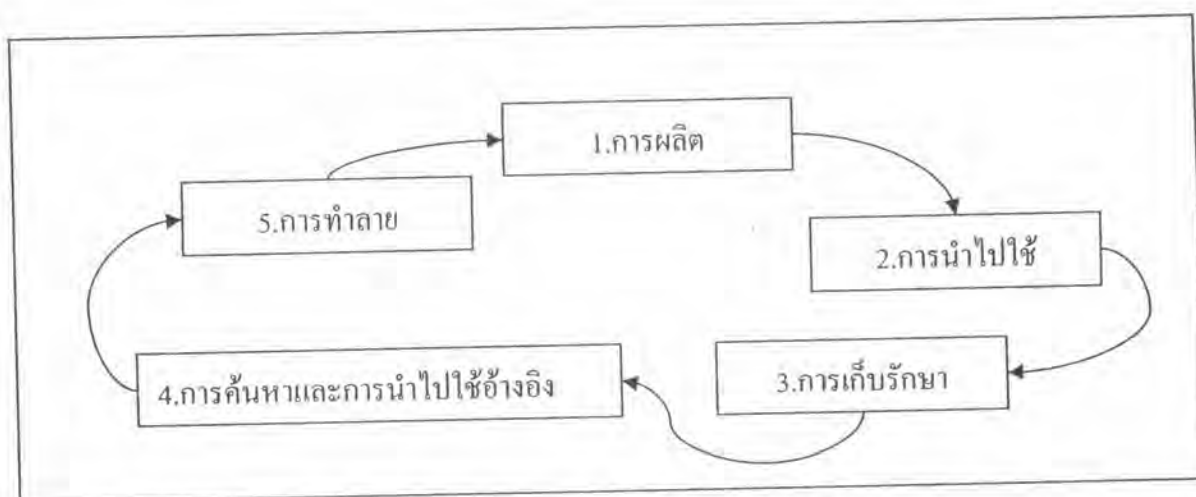 1.การผลิต
2.การนำไปใช้
3.การเก็บรักษา
4.การค้นหาและการนำไปใช้อ้างอิง
5.การทำลาย